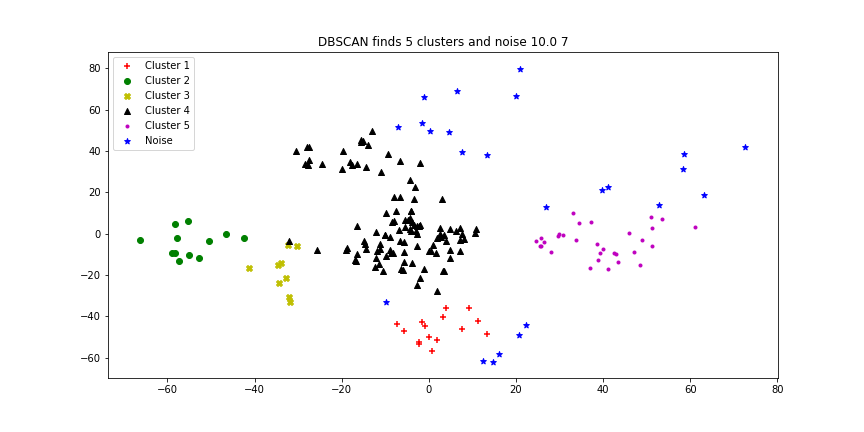 DBSCAN finds 5 clusters and noise 10.0 7
Cluster 1
Cluster 2
Cluster 3
Cluster 4
Cluster 5
Noise
80
60
40
20
0
−20
−40
−60
−60 −40 −20 0 20 40 60 80